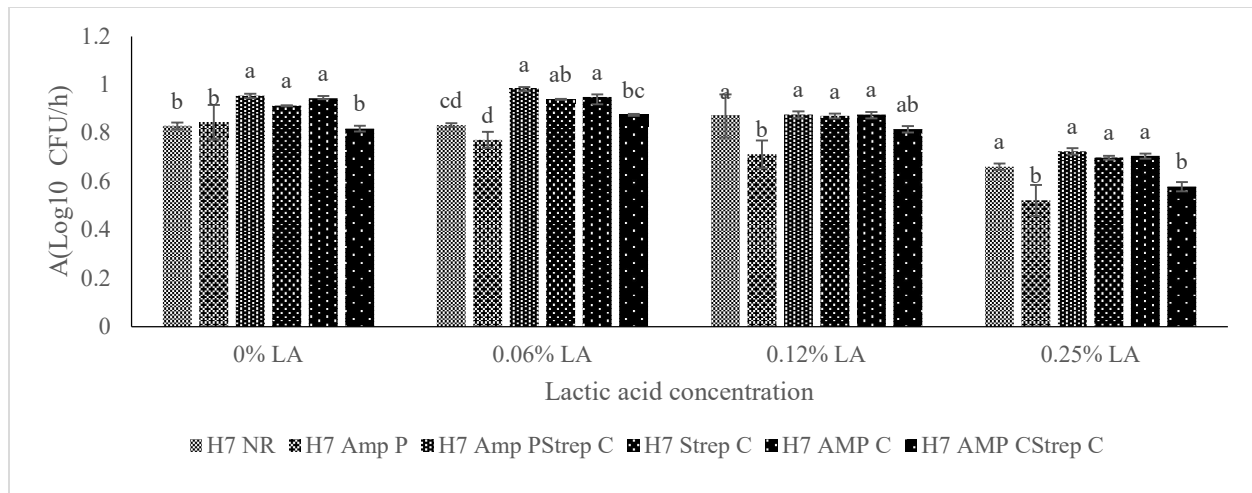 1.2
1
0.8
0.6
0.4
0.2
0
A(Log10 CFU/h)
b b a a a b
cd d a ab a bc
a b a a a ab
a b a a a b
0% LA 0.06% LA 0.12% LA 0.25% LA
Lactic acid concentration
H7 NR H7 Amp P H7 Amp PStrep C H7 Strep C H7 AMP C H7 AMP CStrep C